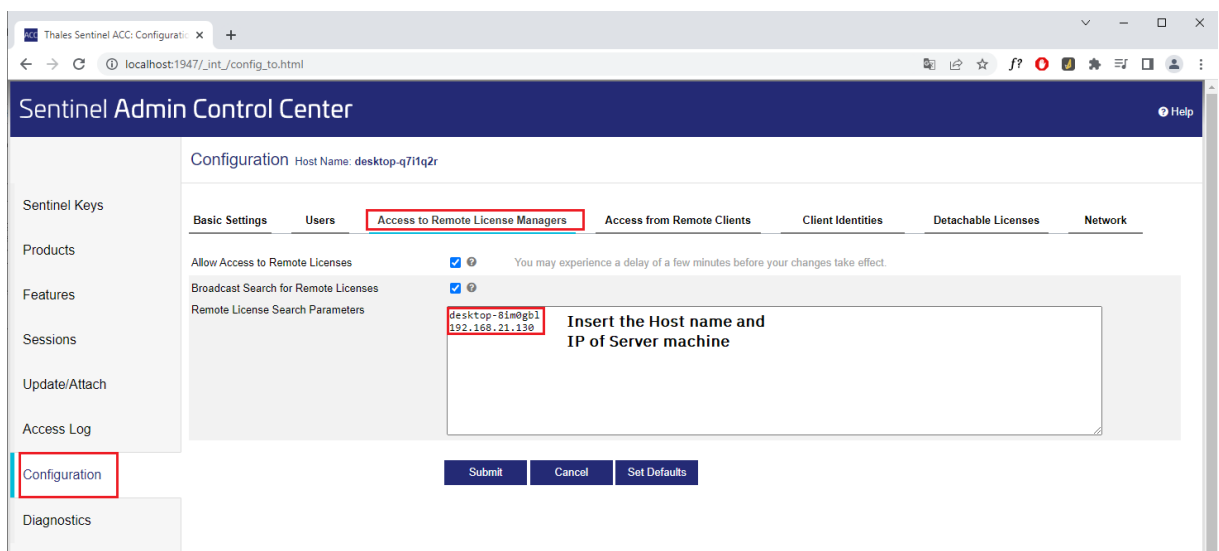 Thales Sentinel ACC: Configuratic
localhost:1947/_int_/config_to.html
Sentinel Admin Control Center
Help
Configuration Host Name: desktop-q7i1q2r
Sentinel Keys
Products
Features
Sessions
Update/Attach
Access Log
Configuration
Diagnostics
Basic Settings Users Access to Remote License Managers Access from Remote Clients Client Identities Detachable Licenses Network
Allow Access to Remote Licenses You may experience a delay of a few minutes before your changes take effect.
Broadcast Search for Remote Licenses
Remote License Search Parameters
desktop-8im0gbl
192.168.21.130
Insert the Host name and
IP of Server machine
Submit Cancel Set Defaults